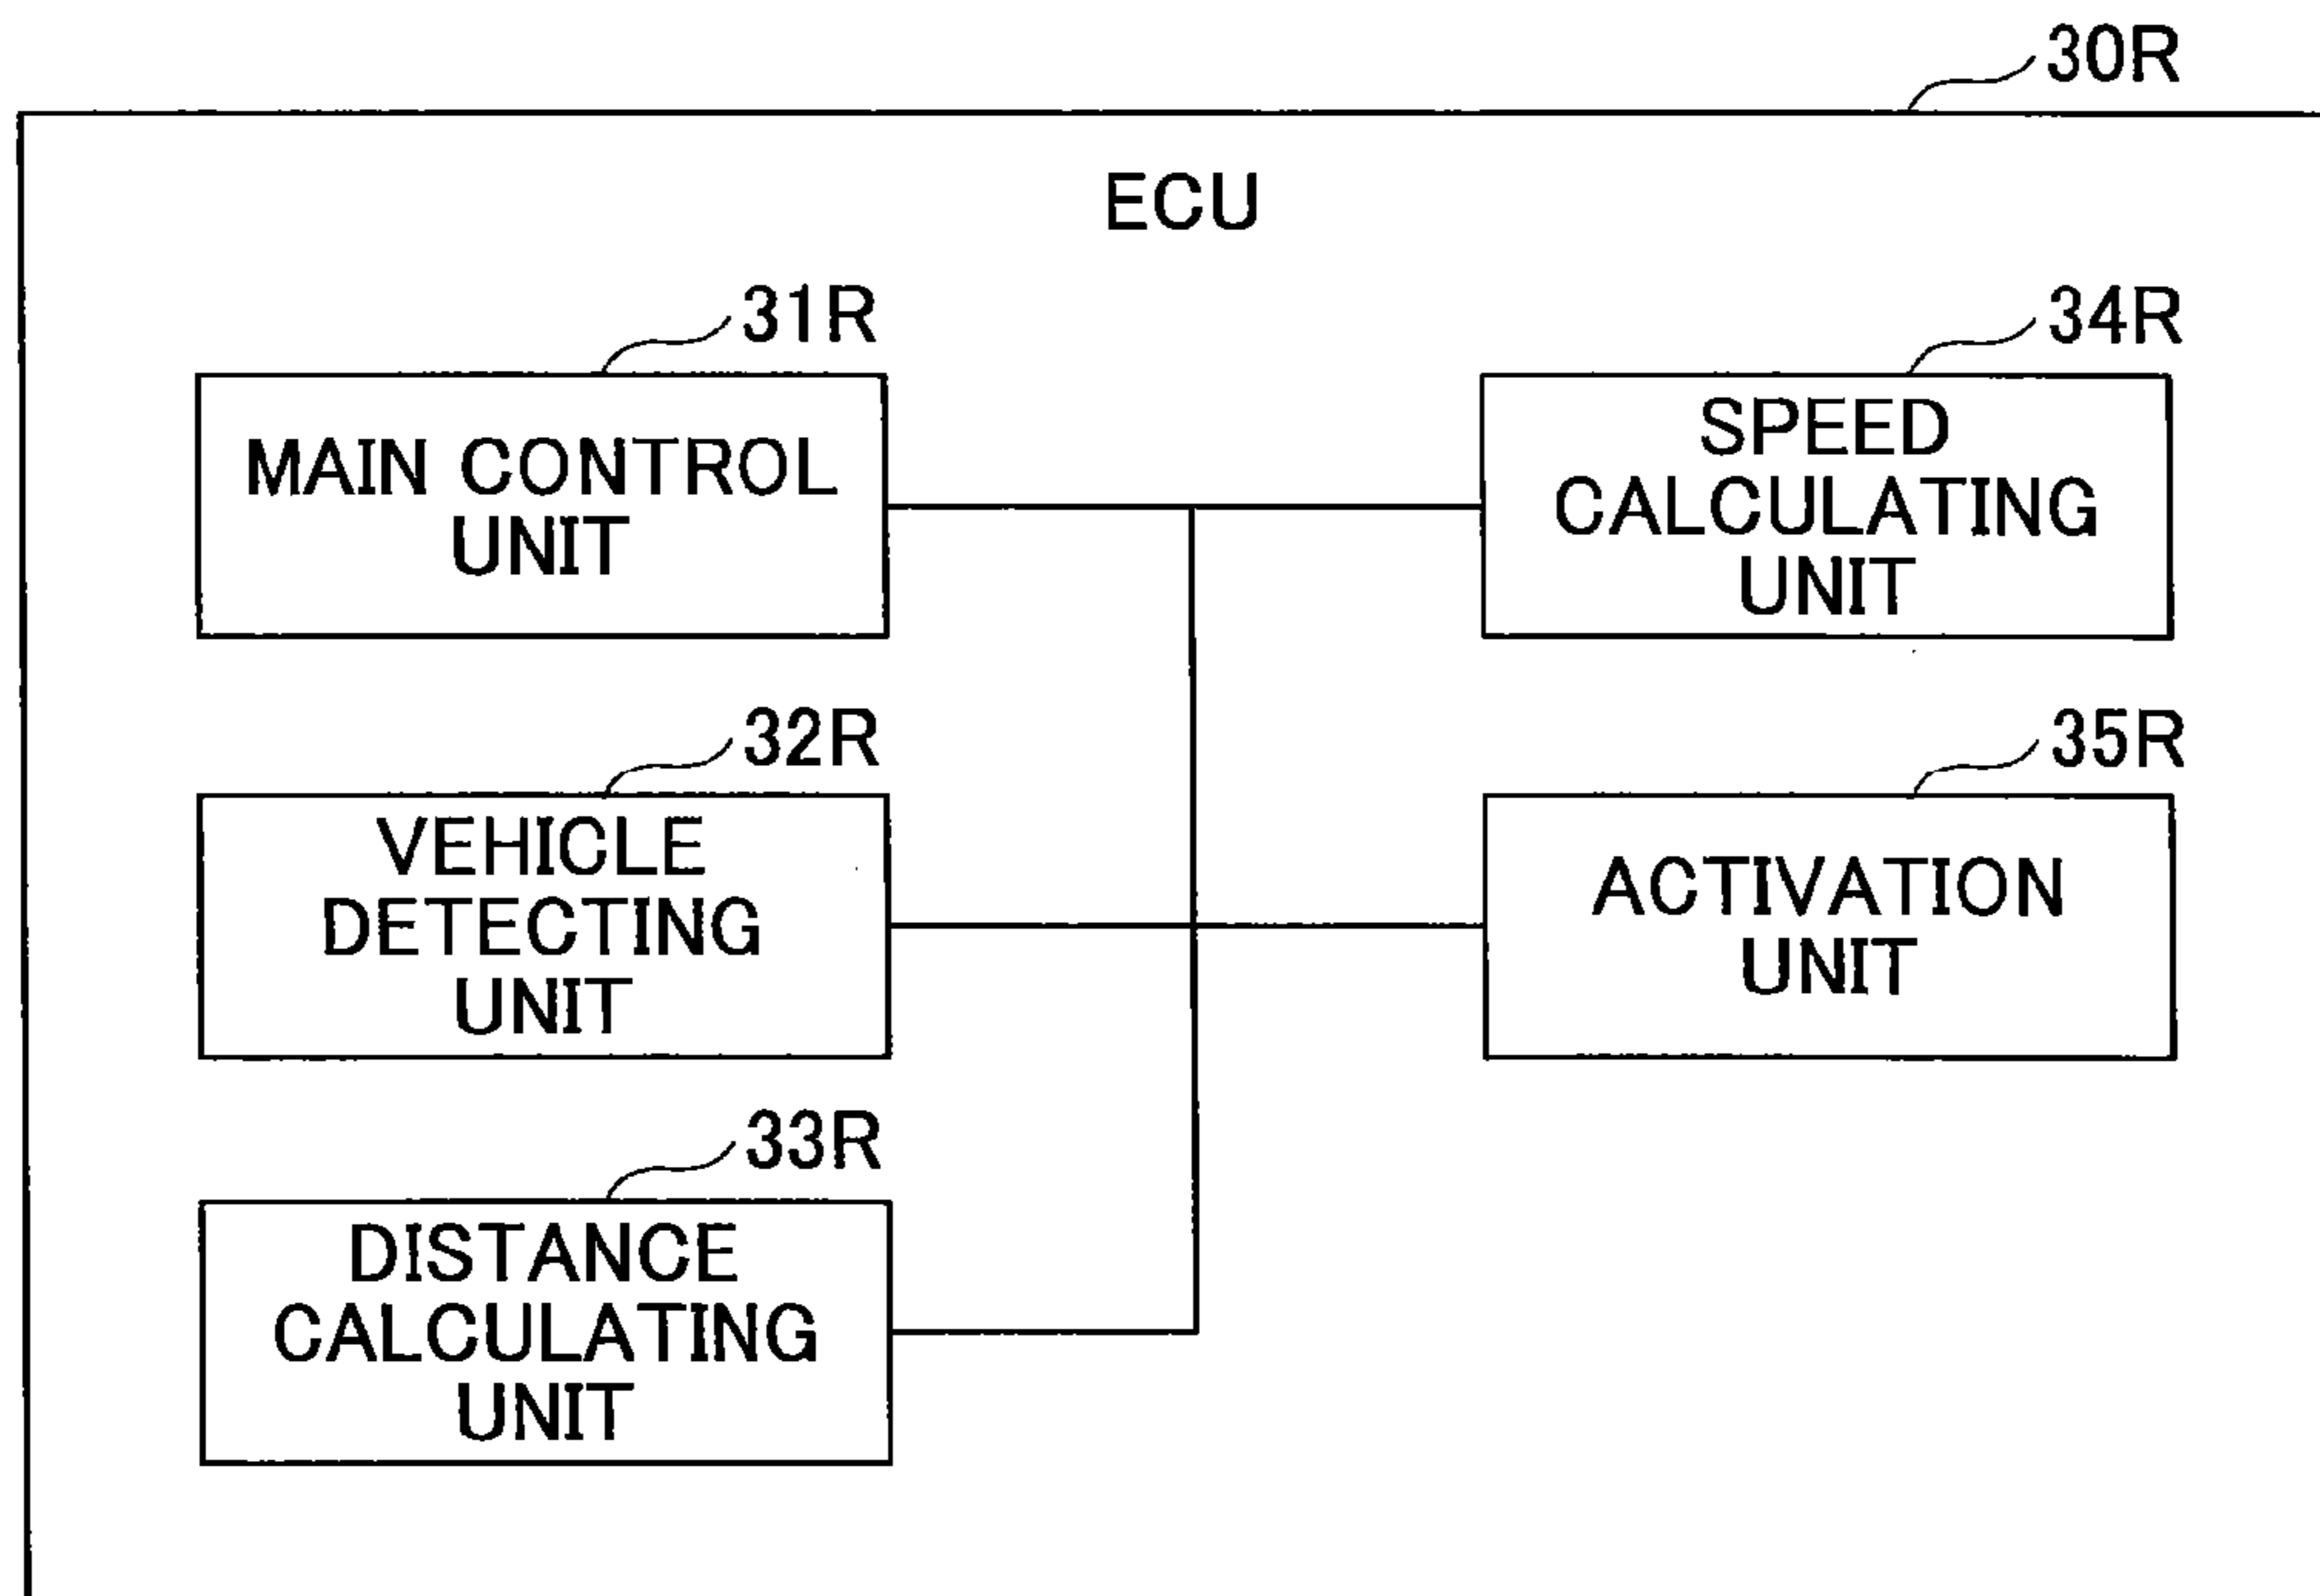 30R
ECU
31R
MAIN CONTROL
UNIT
34R
SPEED
CALCULATING
UNIT
32R
VEHICLE
DETECTING
UNIT
35R
ACTIVATION
UNIT
33R
DISTANCE
CALCULATING
UNIT